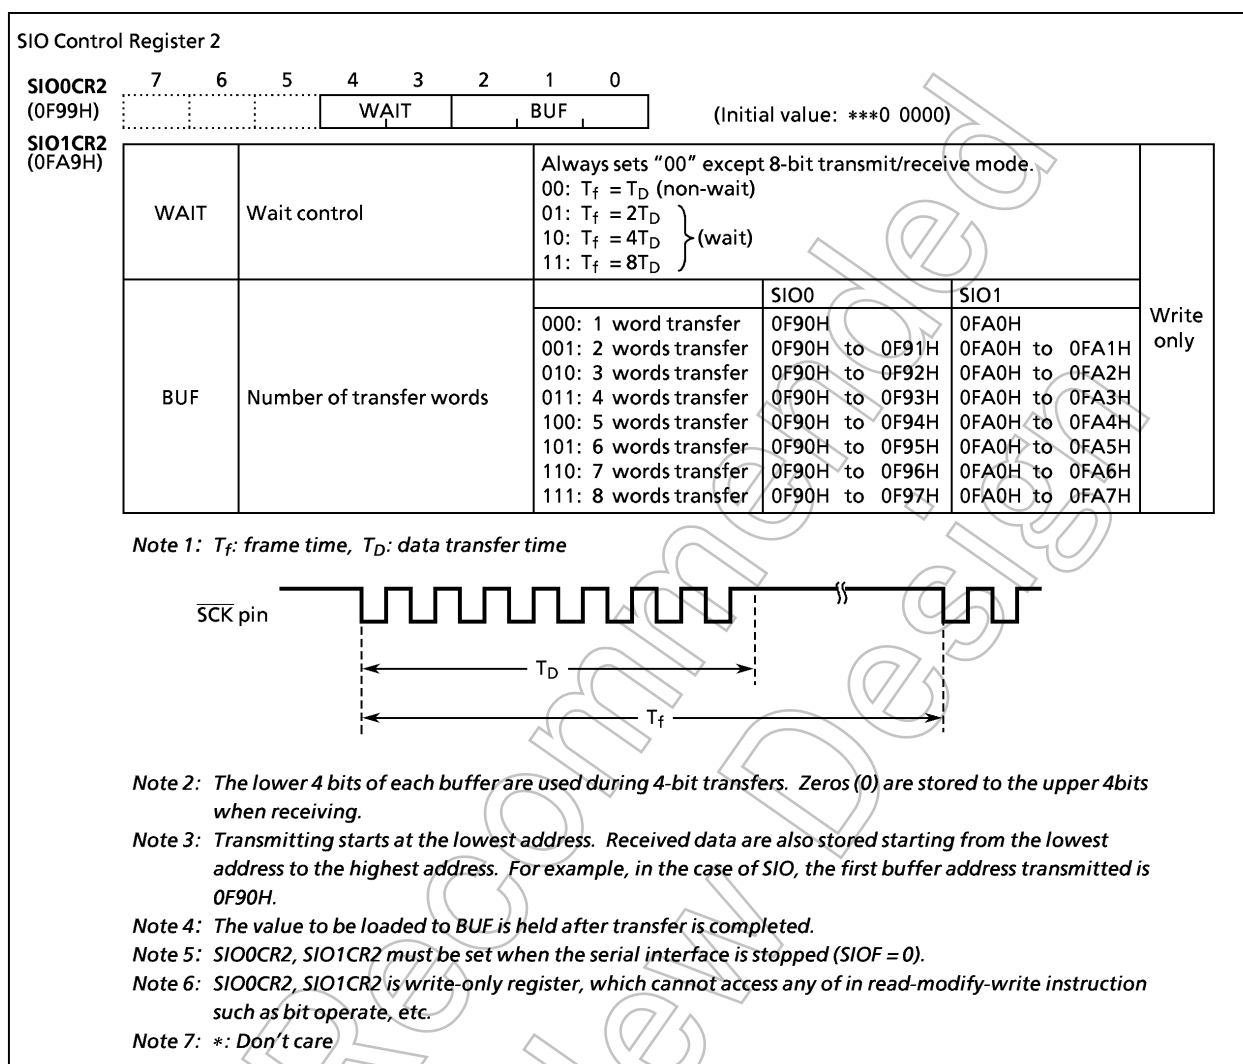 SIO Control Register 2
7 6 5 4 3 2 1 0
SIO0CR2
(0F99H)
WAIT BUF
(Initial value: ***0 0000)
SIO1CR2
(0FA9H)
WAIT
Wait control
Always sets "00" except 8-bit transmit/receive mode.
00: Tf = TD (non-wait)
01: Tf = 2TD
10: Tf = 4TD
11: Tf = 8TD
(wait)
Write
only
BUF
Number of transfer words
SIO0 SIO1
000: 1 word transfer 0F90H 0FA0H
001: 2 words transfer 0F90H to 0F91H 0FA0H to 0FA1H
010: 3 words transfer 0F90H to 0F92H 0FA0H to 0FA2H
011: 4 words transfer 0F90H to 0F93H 0FA0H to 0FA3H
100: 5 words transfer 0F90H to 0F94H 0FA0H to 0FA4H
101: 6 words transfer 0F90H to 0F95H 0FA0H to 0FA5H
110: 7 words transfer 0F90H to 0F96H 0FA0H to 0FA6H
111: 8 words transfer 0F90H to 0F97H 0FA0H to 0FA7H
Note 1: Tf: frame time, TD: data transfer time
SCK pin
TD
Tf
Note 2: The lower 4 bits of each buffer are used during 4-bit transfers. Zeros (0) are stored to the upper 4bits
when receiving.
Note 3: Transmitting starts at the lowest address. Received data are also stored starting from the lowest
address to the highest address. For example, in the case of SIO, the first buffer address transmitted is
0F90H.
Note 4: The value to be loaded to BUF is held after transfer is completed.
Note 5: SIO0CR2, SIO1CR2 must be set when the serial interface is stopped (SIOF = 0).
Note 6: SIO0CR2, SIO1CR2 is write-only register, which cannot access any of in read-modify-write instruction
such as bit operate, etc.
Note 7: *: Don't care
Recommended
New Design